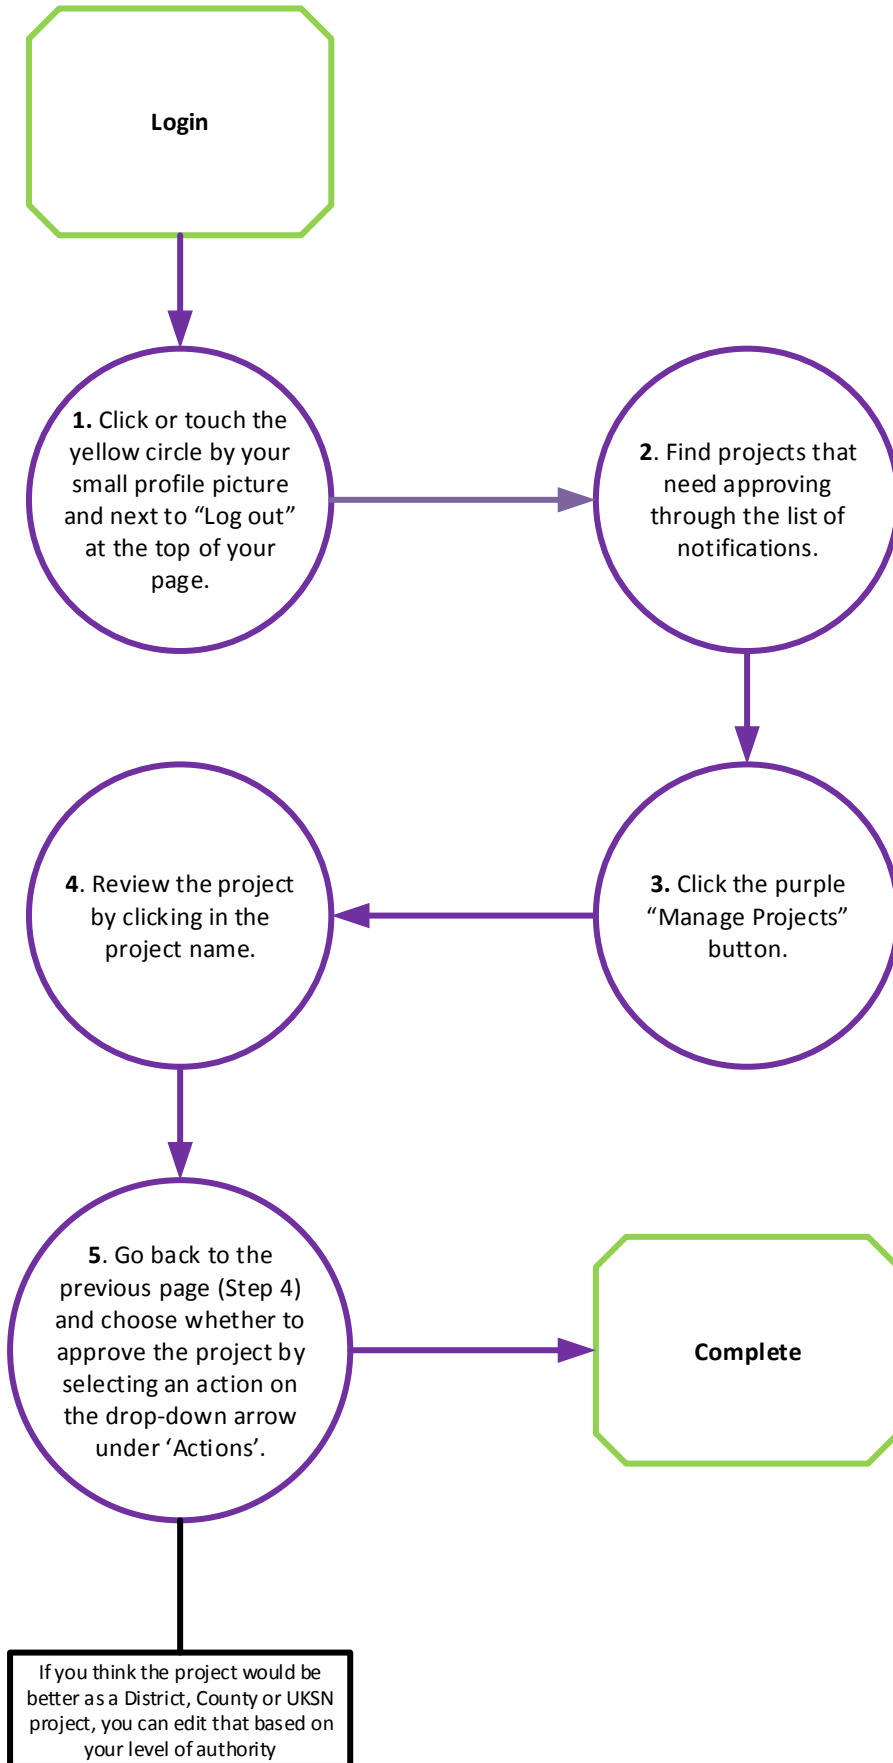 Login
1. Click or touch the
yellow circle by your
small profile picture
and next to “Log out”
at the top of your
page.
2. Find projects that
need approving
through the list of
notifications.
3. Click the purple
“Manage Projects”
button.
4. Review the project
by clicking in the
project name.
5. Go back to the
previous page (Step 4)
and choose whether to
approve the project by
selecting an action on
the drop-down arrow
under ‘Actions’.
Complete
If you think the project would be
better as a District, County or UKSN
project, you can edit that based on
your level of authority